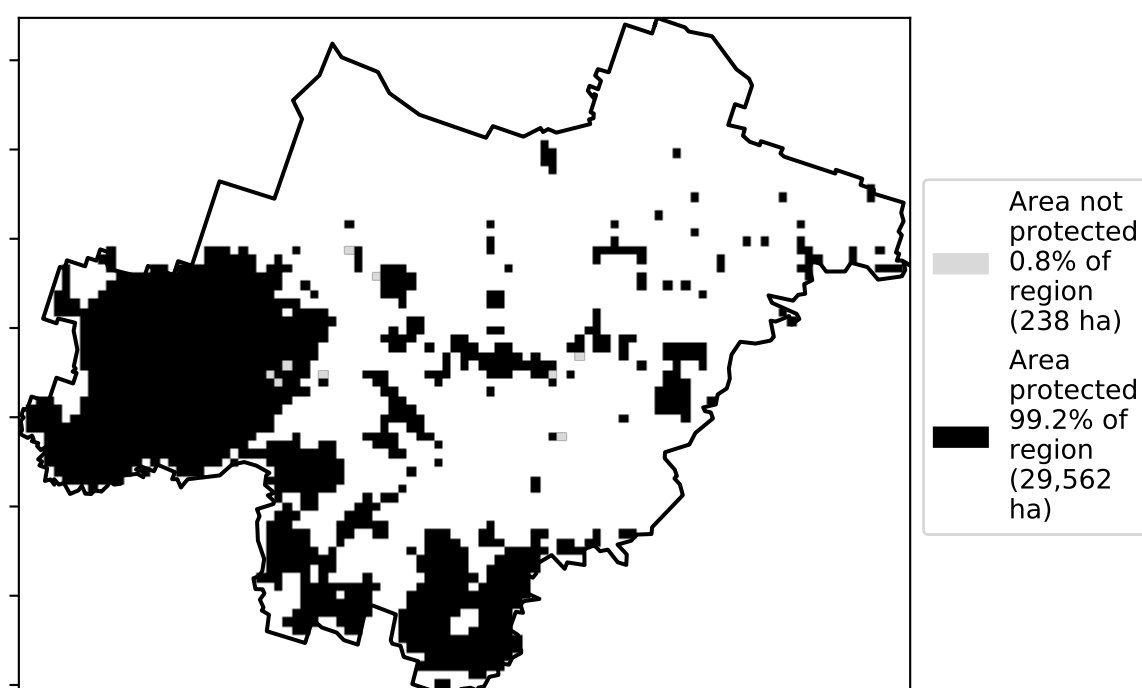 Area not
protected
0.8% of
region
(238 ha)
Area
protected
99.2% of
region
(29,562
ha)